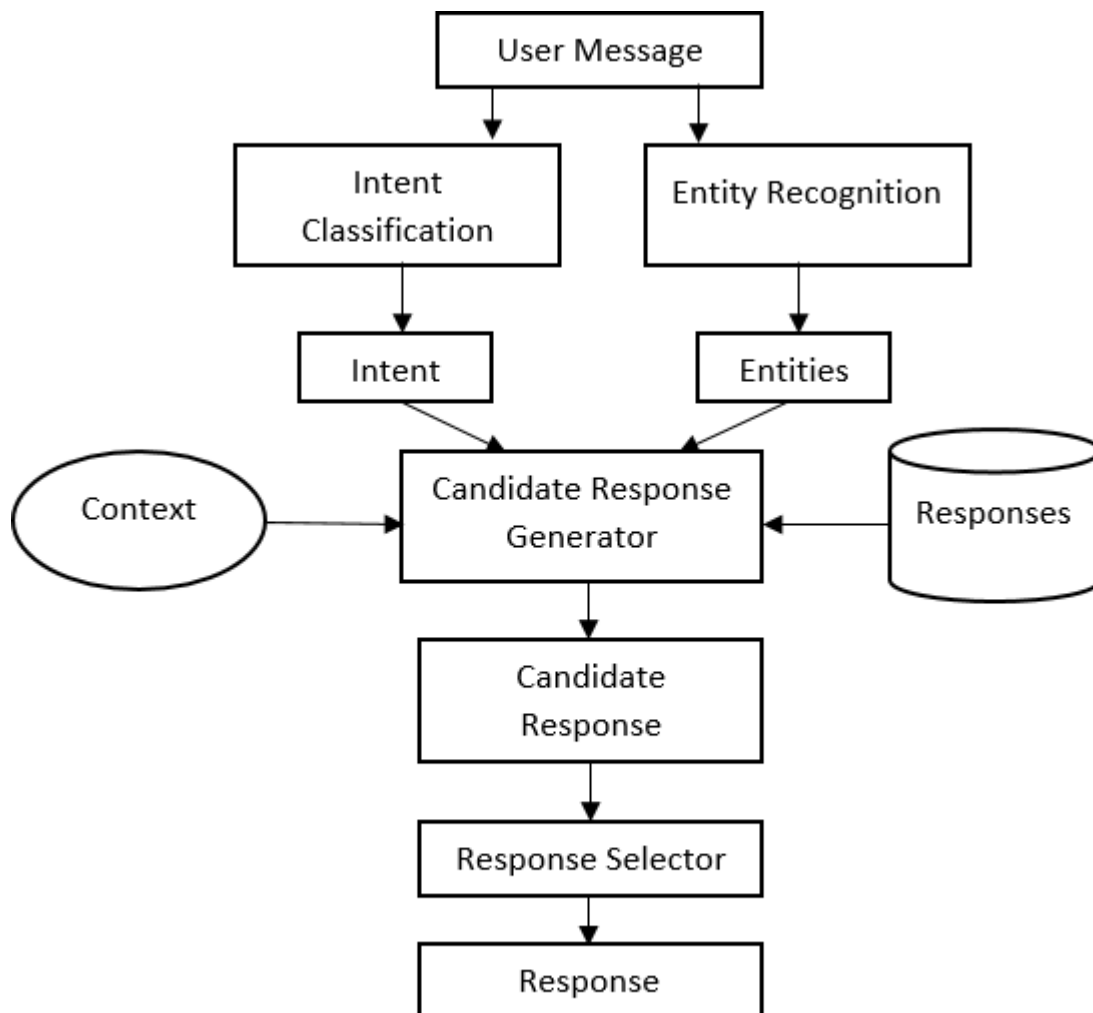 User Message
Intent
Classification
Entity Recognition
Intent
Entities
Context
Candidate Response
Generator
Responses
Candidate
Response
Response Selector
Response